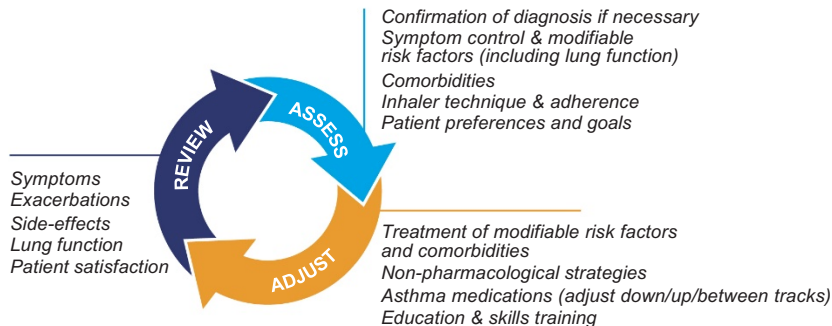 Confirmation of diagnosis if necessary
Symptom control & modifiable
risk factors (including lung function)
Comorbidities
Inhaler technique & adherence
Patient preferences and goals
ASSESS
REVIEW
Symptoms
Exacerbations
Side-effects
Lung function
Patient satisfaction
ADJUST
Treatment of modifiable risk factors
and comorbidities
Non-pharmacological strategies
Asthma medications (adjust down/up/between tracks)
Education & skills training